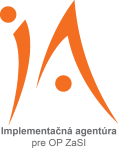 Implementačná agentúra
pre OP ZaSI